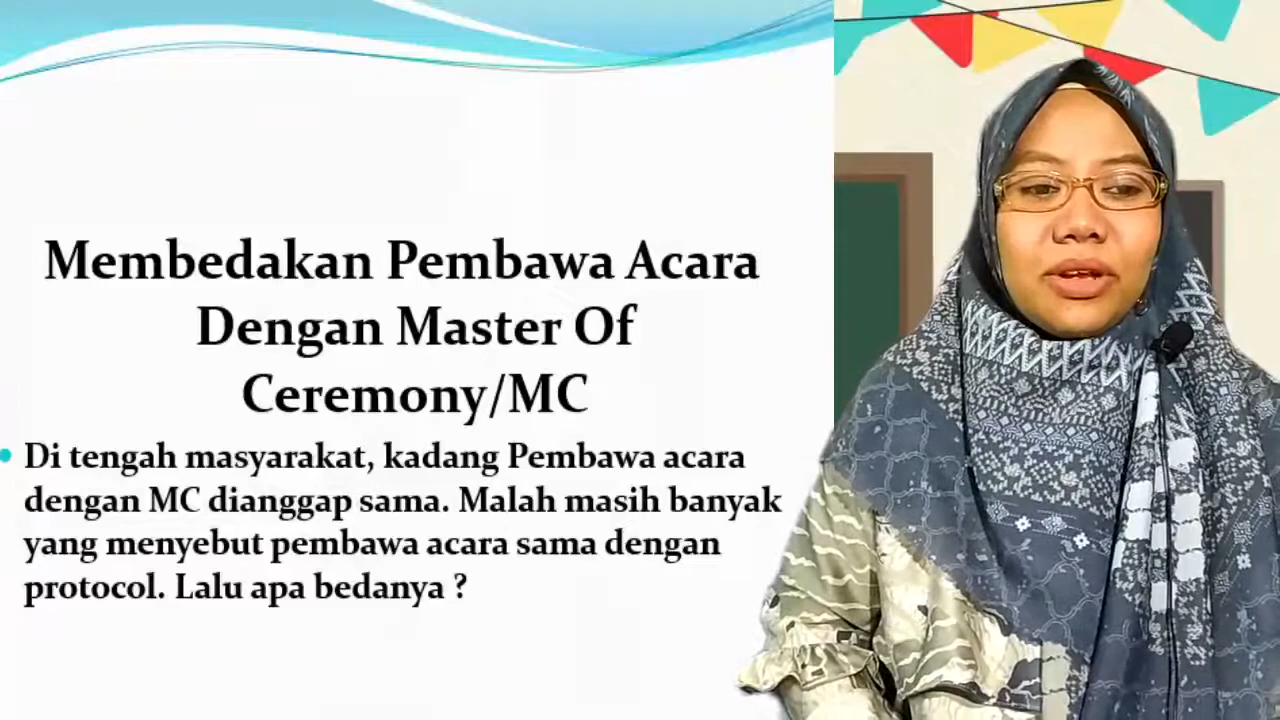 Membedakan Pembawa Acara
Dengan Master Of
Ceremony/MC
Di tengah masyarakat, kadang Pembawa acara
dengan MC dianggap sama. Malah masih banyak
yang menyebut pembawa acara sama dengan
protocol. Lalu apa bedanya ?